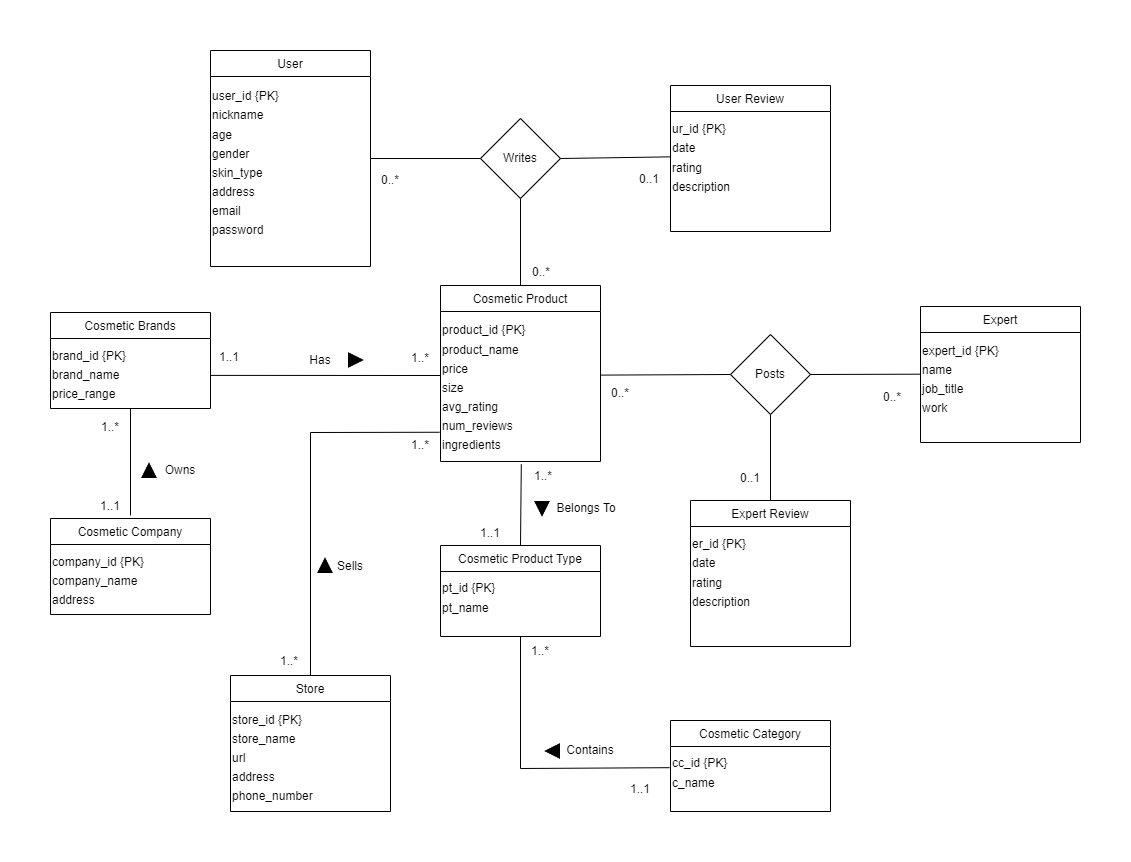 User
user_id {PK}
nickname
age
gender
skin_type
address
email
password
0..*
Writes
0..1
User Review
ur_id {PK}
date
rating
description
0..*
Cosmetic Product
product_id {PK}
product_name
price
size
avg_rating
num_reviews
ingredients
Cosmetic Brands
brand_id {PK}
brand_name
price_range
1..1
Has
1..*
1..*
Owns
1..1
Cosmetic Company
company_id {PK}
company_name
address
1..*
Sells
1..*
Store
store_id {PK}
store_name
url
address
phone_number
1..*
Belongs To
1..1
Cosmetic Product Type
pt_id {PK}
pt_name
1..*
Contains
1..1
Cosmetic Category
cc_id {PK}
c_name
0..*
Posts
0..*
Expert
expert_id {PK}
name
job_title
work
0..1
Expert Review
er_id {PK}
date
rating
description